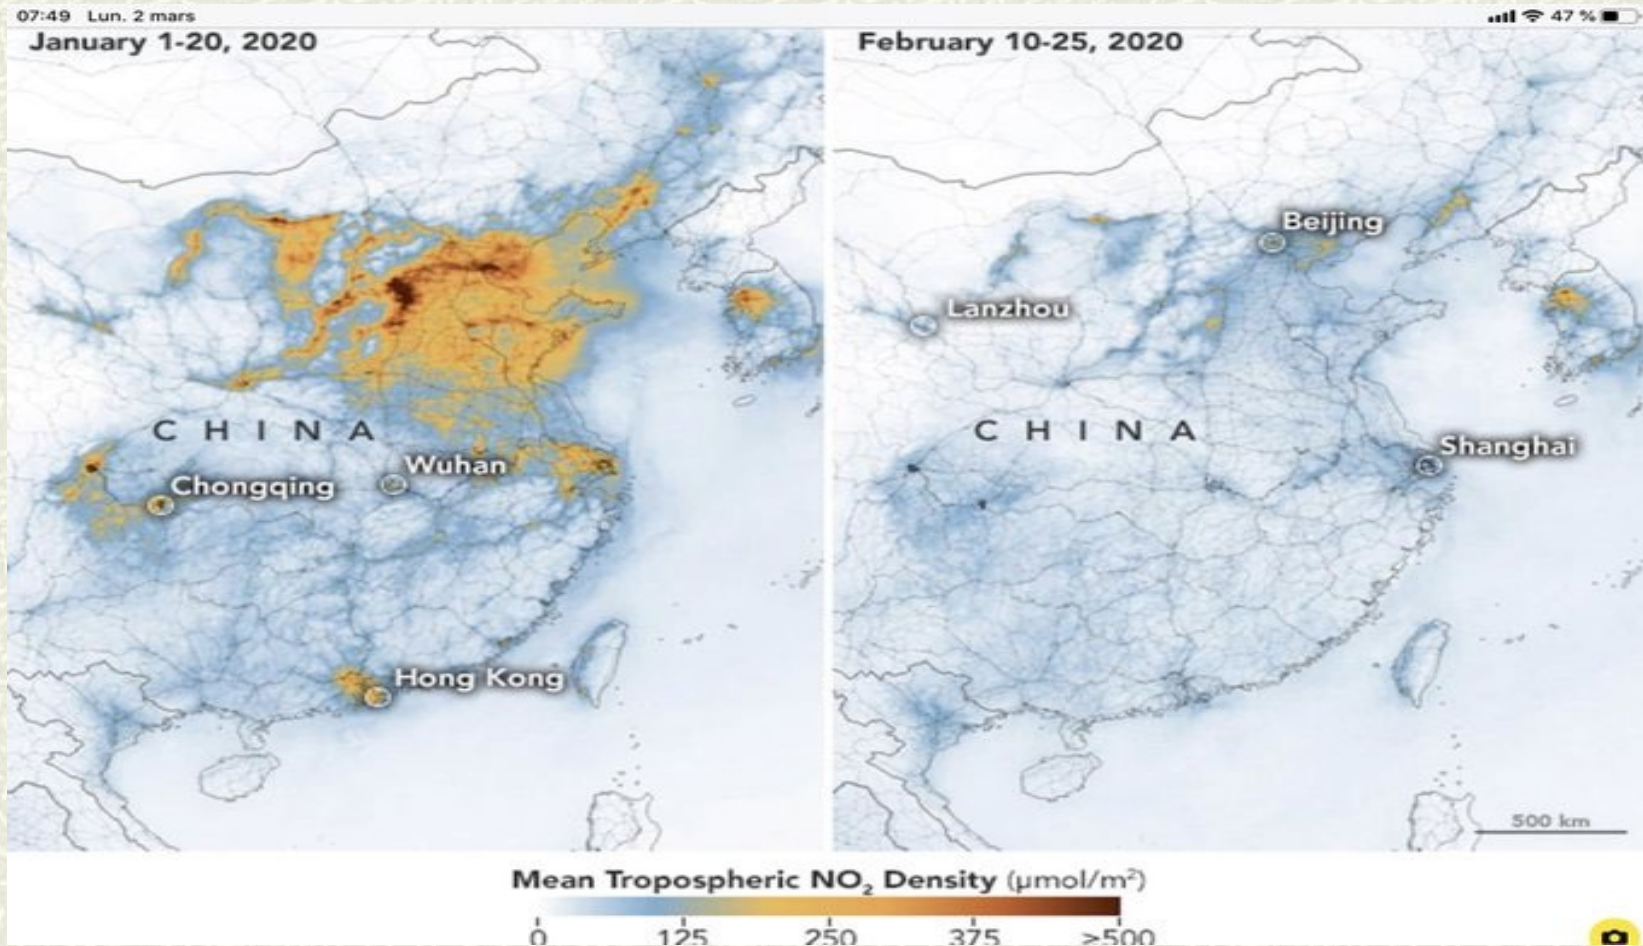 07:49 Lun. 2 mars
47 %
January 1-20, 2020
February 10-25, 2020
Beijing
Lanzhou
CHINA
CHINA
Shanghai
Wuhan
Chongqing
Hong Kong
500 km
Mean Tropospheric NO₂ Density (µmol/m²)
0 125 250 375 ≥500